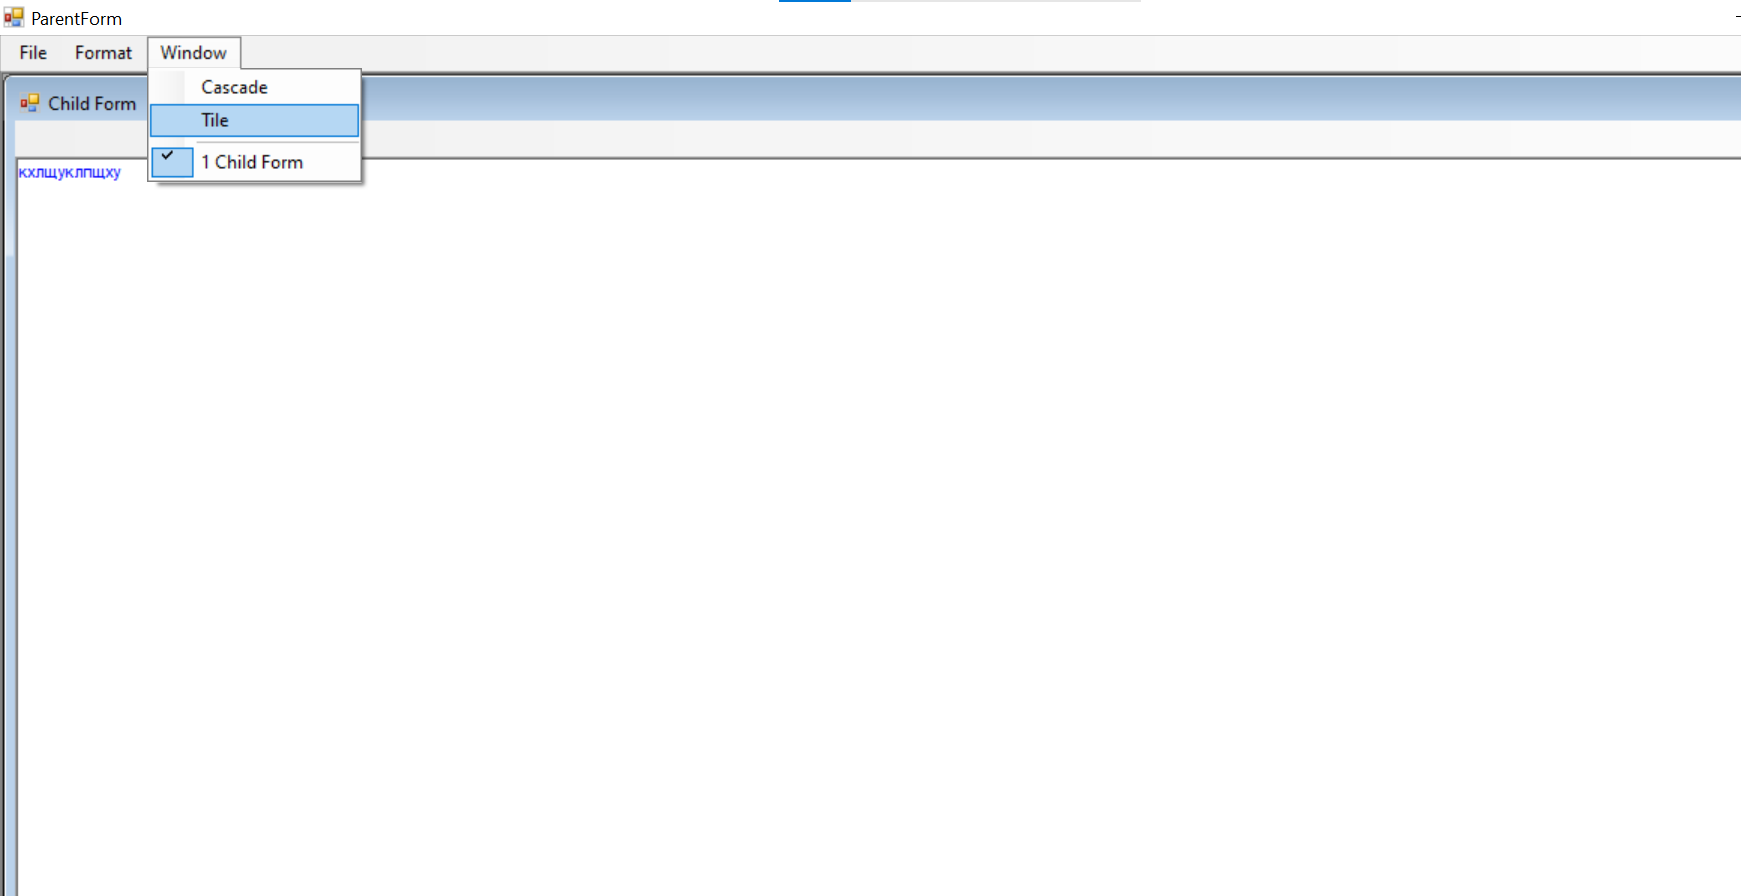 ParentForm
File Format Window
Cascade
Child Form
Tile
1 Child Form
кхлщуклпщху